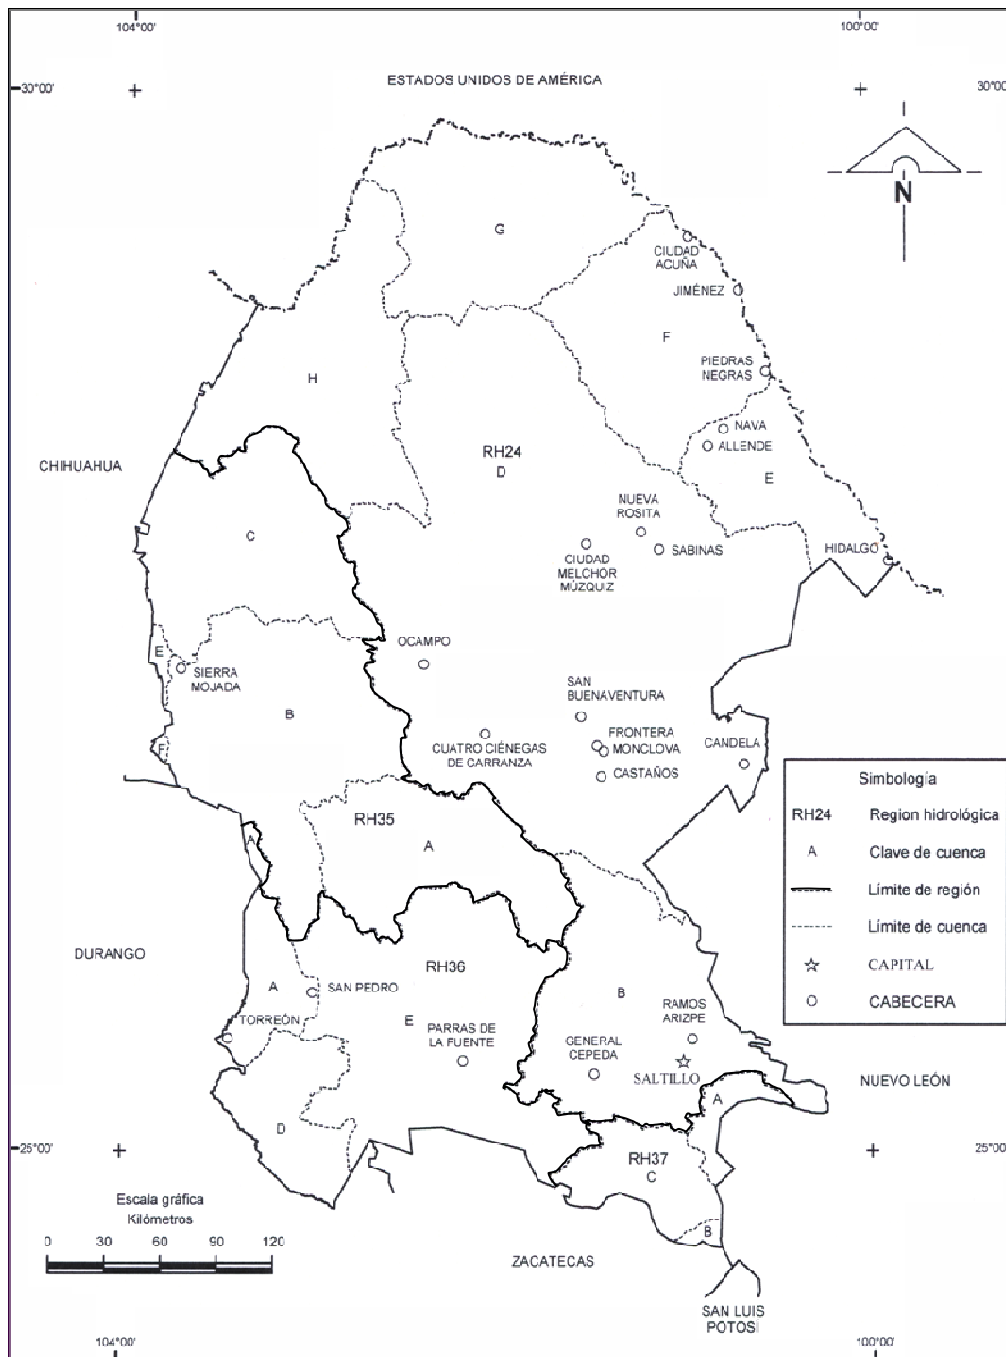 104°00'
100°00'
ESTADOS UNIDOS DE AMÉRICA
30°00'
30°00'
N
G
CIUDAD
ACUÑA
JIMÉNEZ
F
PIEDRAS
NEGRAS
H
NAVA
ALLENDE
CHIHUAHUA
RH24
D
E
NUEVA
ROSITA
C
SABINAS
HIDALGO
CIUDAD
MELCHOR
MÚZQUIZ
OCAMPO
E
SIERRA
MOJADA
SAN
BUENAVENTURA
B
F
FRONTERA
MONCLOVA
CUATRO CIÉNEGAS
DE CARRANZA
CANDELA
CASTAÑOS
Simbología
RH24 Region hidrológica
A Clave de cuenca
Límite de región
Límite de cuenca
CAPITAL
CABECERA
RH35
A
A
DURANGO
RH36
A
SAN PEDRO
B
RAMOS
ARIZPE
TORREÓN
E
PARRAS DE
LA FUENTE
GENERAL
CEPEDA
SALTILLO
NUEVO LEÓN
A
D
25°00'
25°00'
RH37
C
Escala gráfica
Kilómetros
0 30 60 90 120
B
ZACATECAS
SAN LUIS
POTOSI
104°00'
100°00'